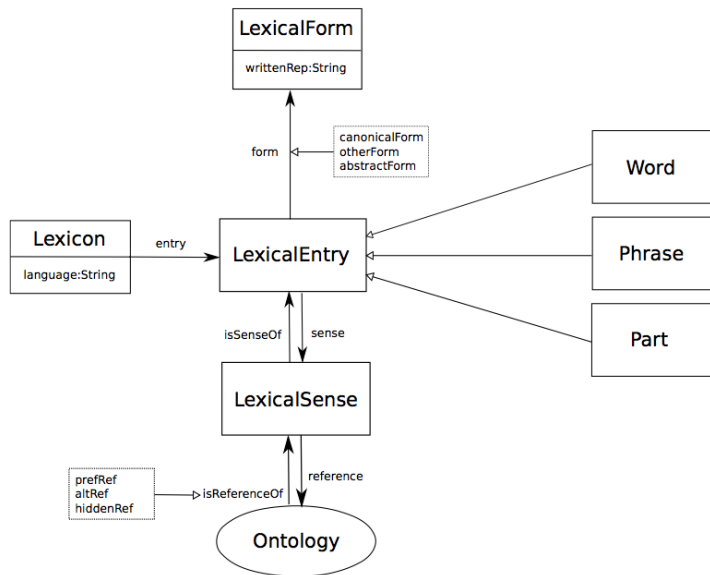 LexicalForm
writtenRep:String
canonicalForm
otherForm
abstractForm
form
Word
Lexicon
language:String
entry
LexicalEntry
Phrase
isSenseOf
sense
Part
LexicalSense
prefRef
altRef
hiddenRef
isReferenceOf
reference
Ontology